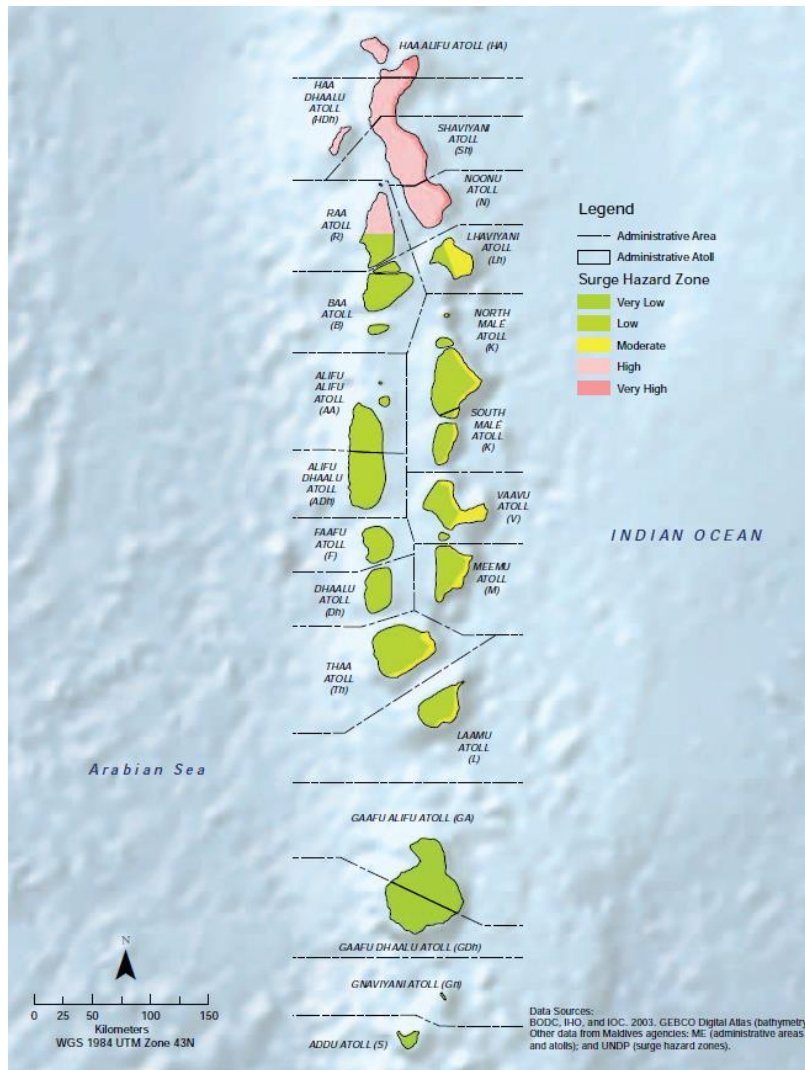 HAA ALIFU ATOLL (HA)
HAA
DHAALU
ATOLL
(HDh)
SHAVIYANI
ATOLL
(Sh)
NOONU
ATOLL
(N)
RAA
ATOLL
(R)
LHAVIYANI
ATOLL
(Lh)
BAA
ATOLL
(B)
NORTH
MALÉ
ATOLL
(K)
ALIFU
ALIFU
ATOLL
(AA)
SOUTH
MALÉ
ATOLL
(K)
ALIFU
DHAALU
ATOLL
(ADh)
VAAVU
ATOLL
(V)
FAAFU
ATOLL
(F)
MEEMU
ATOLL
(M)
DHAALU
ATOLL
(Dh)
THAA
ATOLL
(Th)
LAAMU
ATOLL
(L)
GAAFU ALIFU ATOLL (GA)
GAAFU DHAALU ATOLL (GDh)
GNAVIYANI ATOLL (Gn)
ADDU ATOLL (S)
Legend
Administrative Area
Administrative Atoll
Surge Hazard Zone
Very Low
Low
Moderate
High
Very High
INDIAN OCEAN
Arabian Sea
N
0 25 50 100 150
Kilometers
WGS 1984 UTM Zone 43N
Data Sources:
BODC, IHO, and IOC. 2003. GEBCO Digital Atlas (bathymetry
Other data from Maldives agencies: ME (administrative areas
and atolls); and UNDP (surge hazard zones).